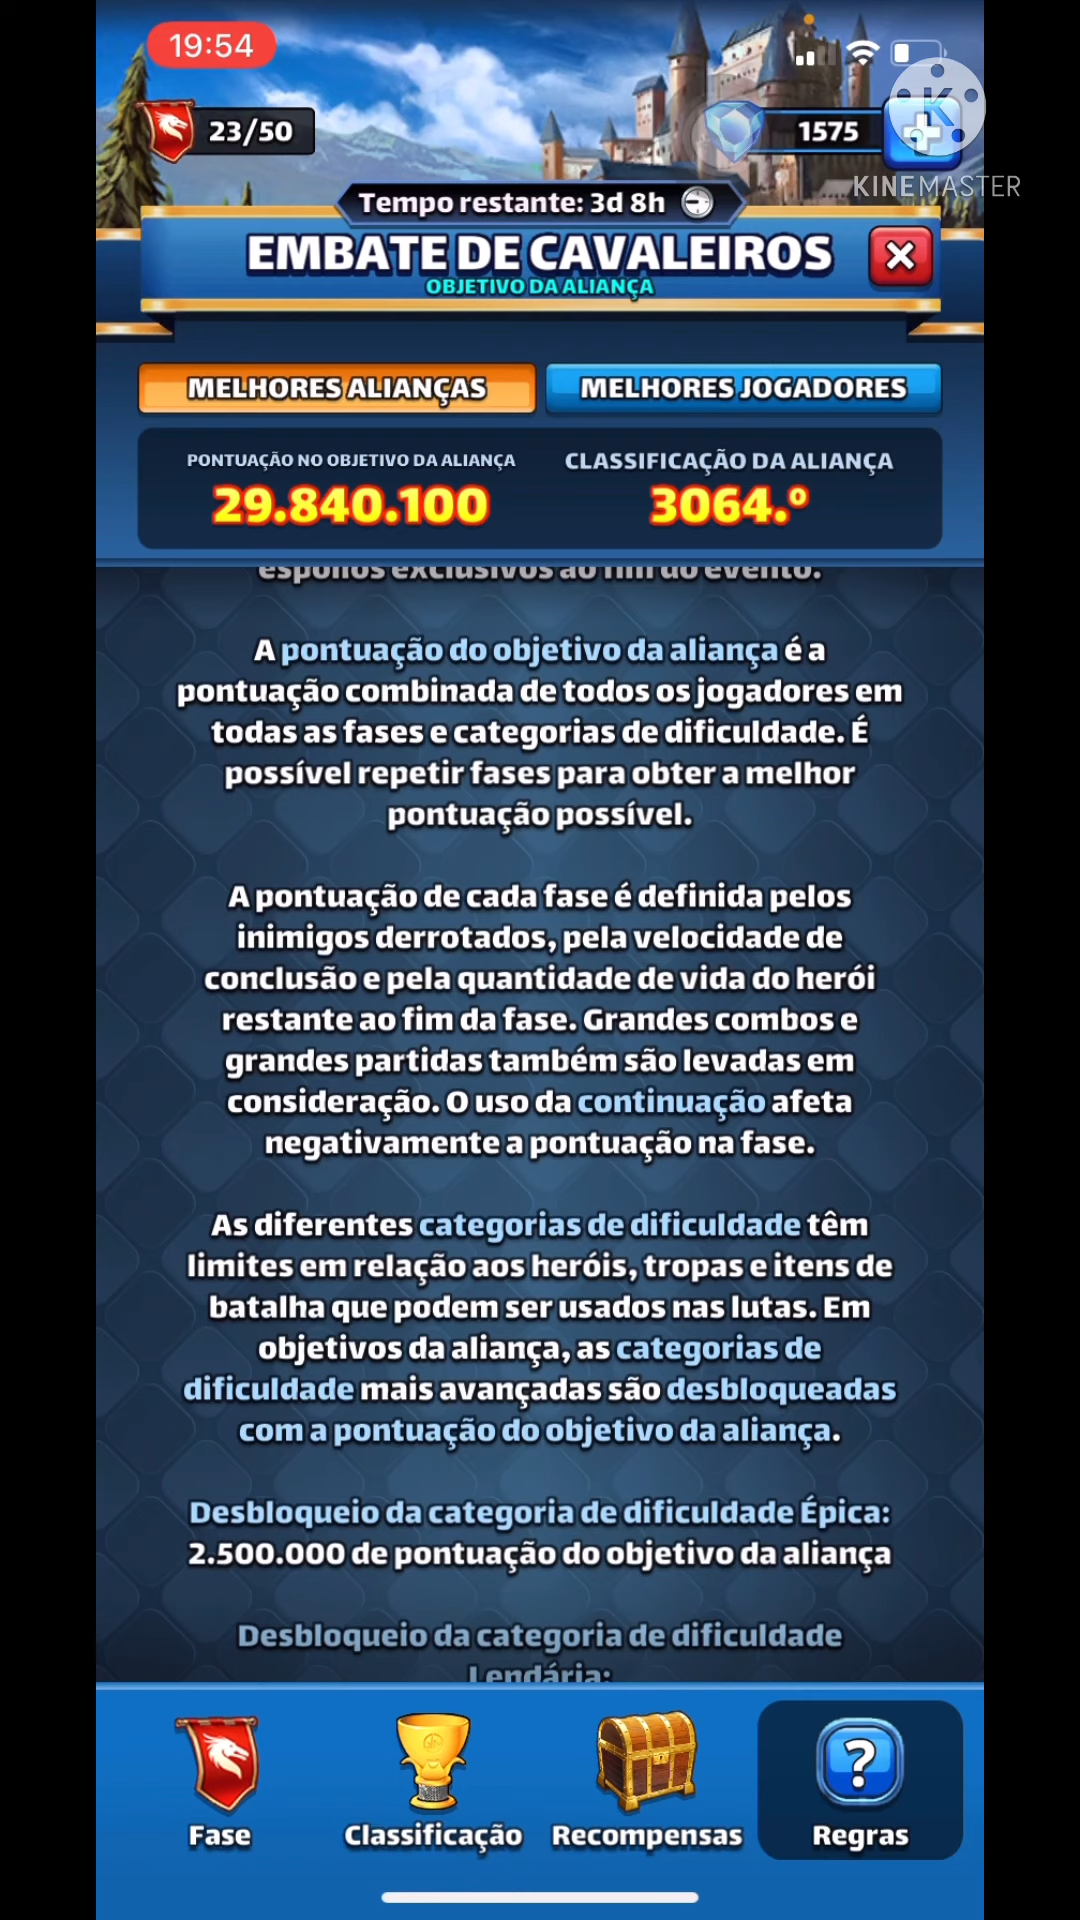 19:54
23/50
1575
KINEMASTER
Tempo restante: 3d 8h
EMBATE DE CAVALEIROS
OBJETIVO DA ALIANÇA
MELHORES ALIANÇAS
MELHORES JOGADORES
PONTUAÇÃO NO OBJETIVO DA ALIANÇA
29.840.100
CLASSIFICAÇÃO DA ALIANÇA
3064.º
espólios exclusivos ao fim do evento.
A pontuação do objetivo da aliança é a
pontuação combinada de todos os jogadores em
todas as fases e categorias de dificuldade. É
possível repetir fases para obter a melhor
pontuação possível.
A pontuação de cada fase é definida pelos
inimigos derrotados, pela velocidade de
conclusão e pela quantidade de vida do herói
restante ao fim da fase. Grandes combos e
grandes partidas também são levadas em
consideração. O uso da continuação afeta
negativamente a pontuação na fase.
As diferentes categorias de dificuldade têm
limites em relação aos heróis, tropas e itens de
batalha que podem ser usados nas lutas. Em
objetivos da aliança, as categorias de
dificuldade mais avançadas são desbloqueadas
com a pontuação do objetivo da aliança.
Desbloqueio da categoria de dificuldade Épica:
2.500.000 de pontuação do objetivo da aliança
Desbloqueio da categoria de dificuldade
Lendária:
Fase
Classificação
Recompensas
Regras